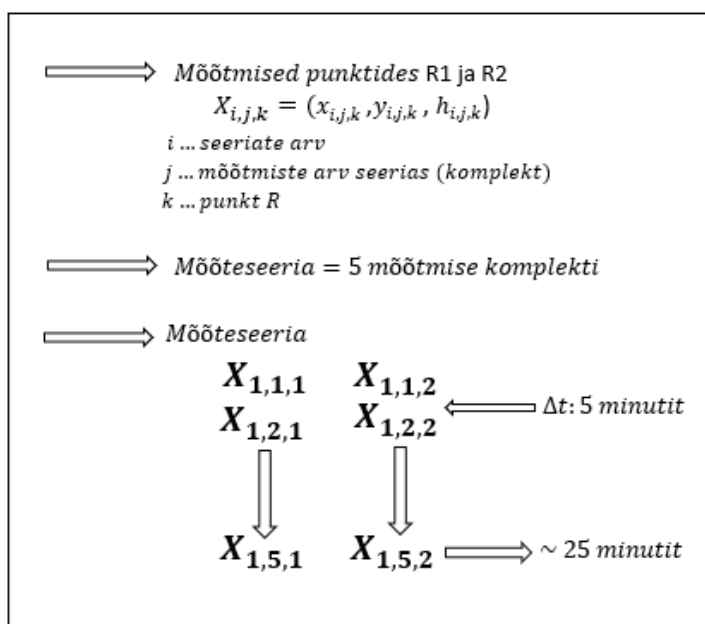 Mõõtmised punktides R1 ja R2
X_{i,j,k} = (x_{i,j,k} ,y_{i,j,k} , h_{i,j,k})
i … seeriate arv
j … mõõtmiste arv seerias (komplekt)
k … punkt R
Mõõteseeria = 5 mõõtmise komplekti
Mõõteseeria
X_{1,1,1} X_{1,1,2}
∆t: 5 minutit
X_{1,2,1} X_{1,2,2}
X_{1,5,1} X_{1,5,2} ~ 25 minutit